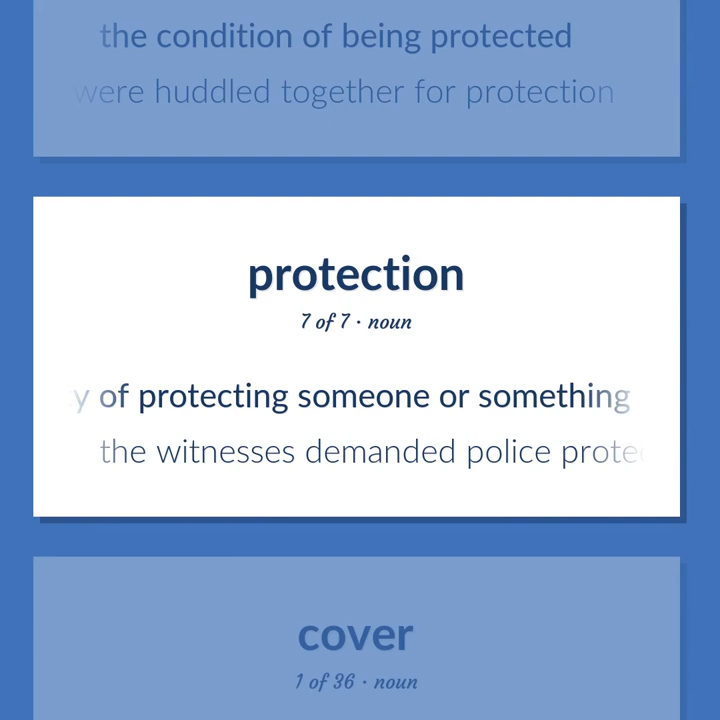 the condition of being protected
were huddled together for protection
protection
7 of 7 · noun
y of protecting someone or something
the witnesses demanded police protec
cover
1 of 36 · noun